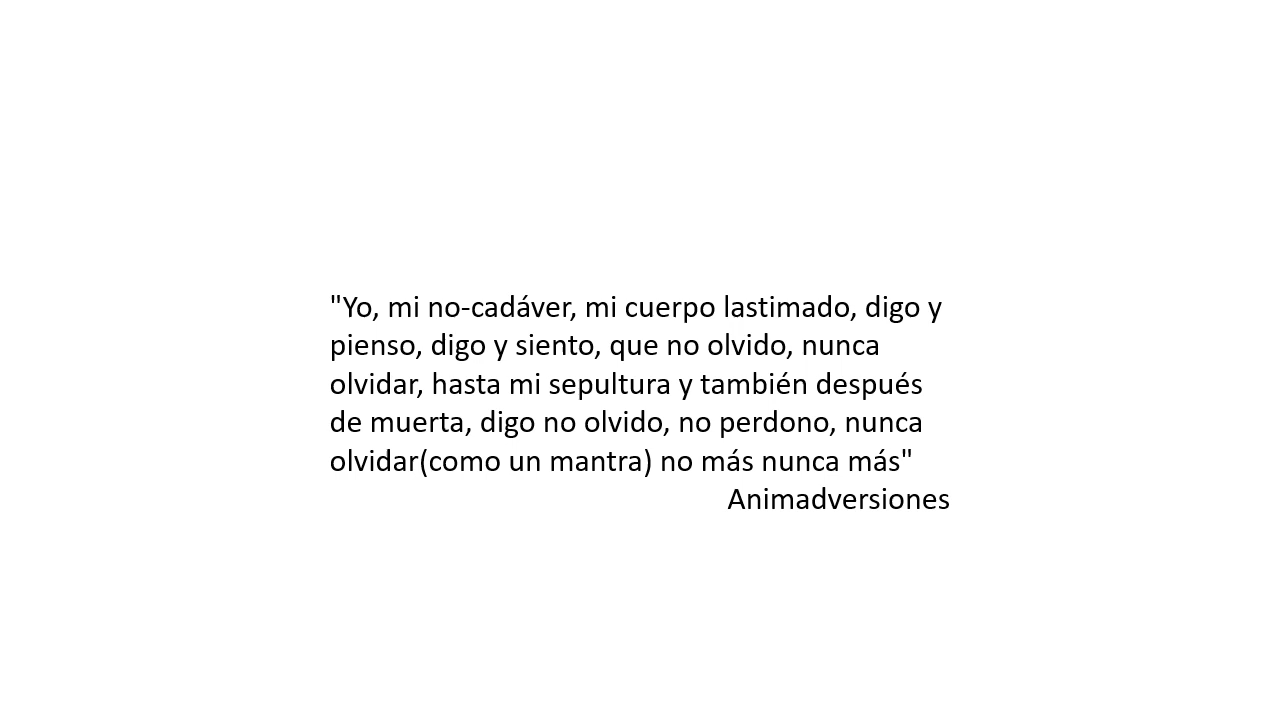 "Yo, mi no-cadáver, mi cuerpo lastimado, digo y
pienso, digo y siento, que no olvido, nunca
olvidar, hasta mi sepultura y también después
de muerta, digo no olvido, no perdono, nunca
olvidar(como un mantra) no más nunca más"
Animadversiones